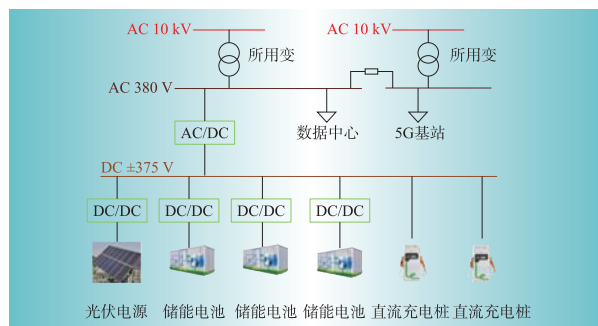 AC 10 kV
AC 10 kV
所用变
所用变
AC 380 V
AC/DC
数据中心
5G基站
DC ±375 V
DC/DC
DC/DC
DC/DC
DC/DC
光伏电源
储能电池
储能电池
储能电池
直流充电桩
直流充电桩